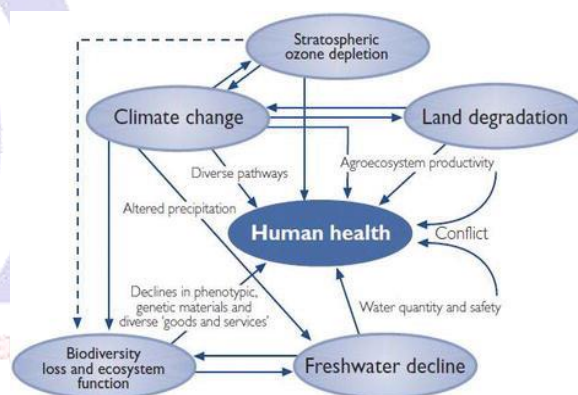 Stratospheric
ozone depletion
Climate change
Land degradation
Diverse pathways
Agroecosystem productivity
Altered precipitation
Human health
Conflict
Declines in phenotypic,
genetic materials and
diverse 'goods and services'
Water quantity and safety
Biodiversity
loss and ecosystem
function
Freshwater decline